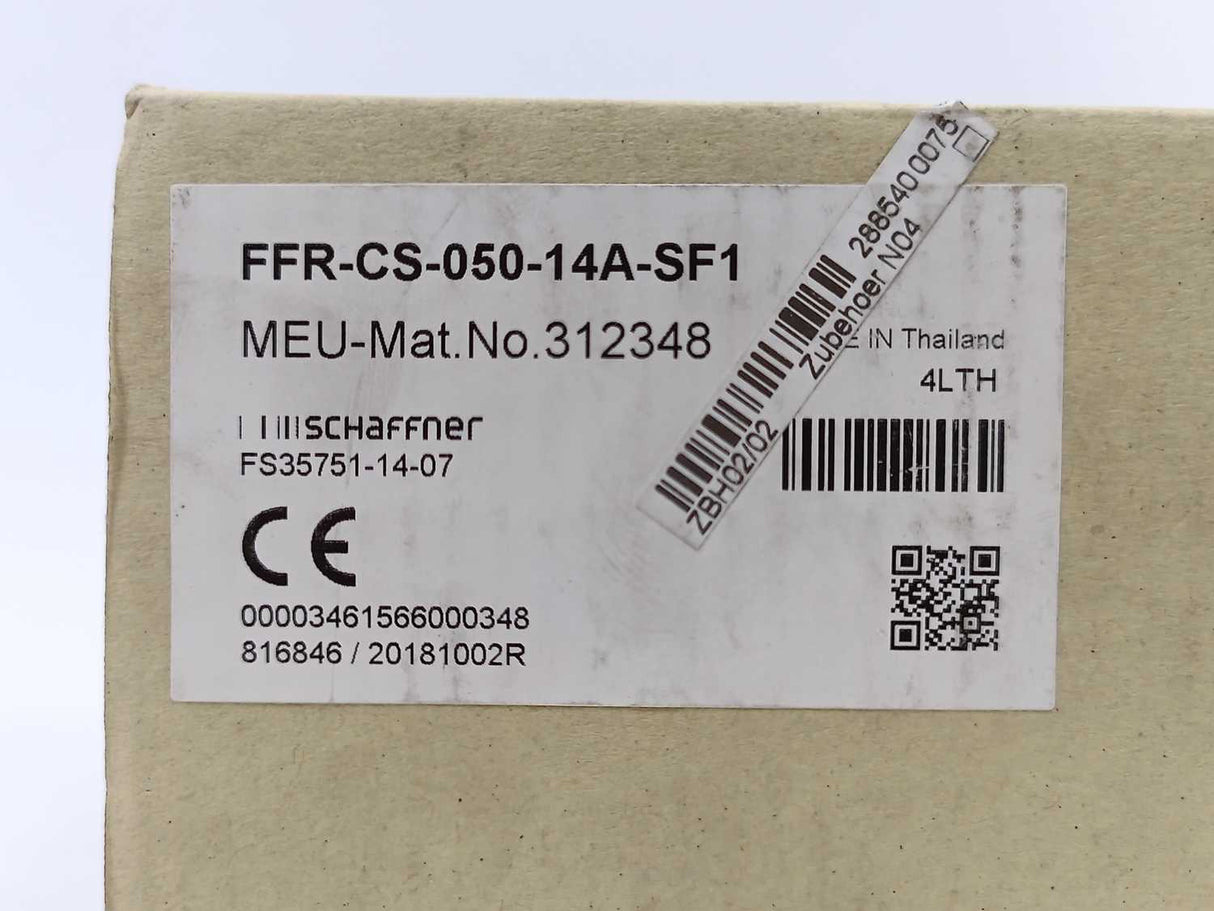 FFR-CS-050-14A-SF1
MEU-Mat.No.312348
IN Thailand
4LTH
SCHAFFNER
FS35751-14-07
CE
00003461566000348
816846 / 20181002R
2885400075
Zubehoer N04
ZBH02/02